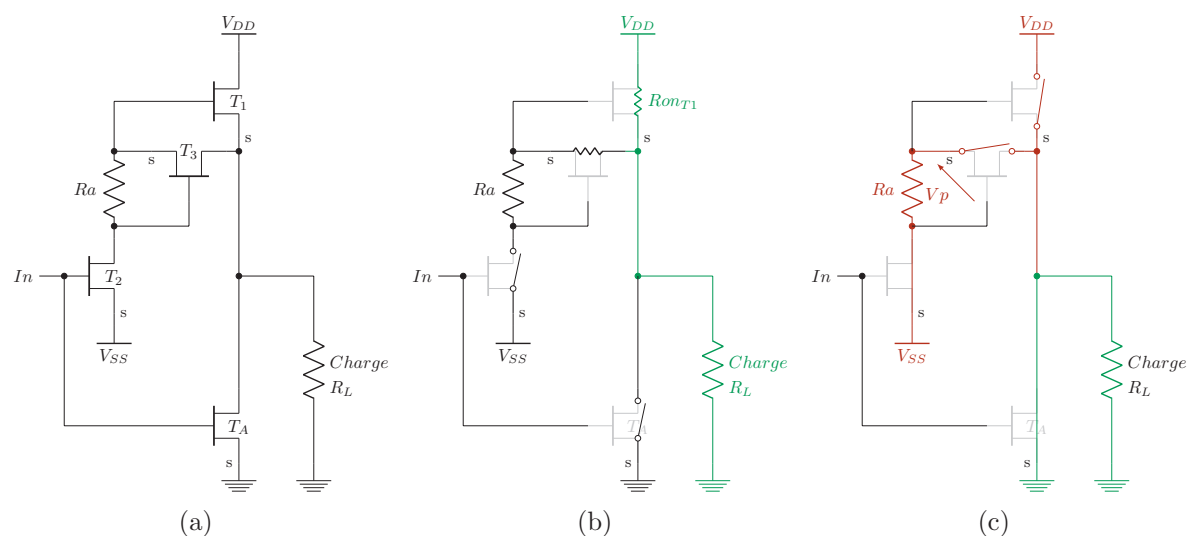 V_DD
T_1
s
s
T_3
Ra
In
T_2
s
V_SS
Charge
R_L
T_A
s
(a)
V_DD
Ron_T1
s
s
Ra
In
s
V_SS
Charge
R_L
T_A
s
(b)
V_DD
s
s
Ra
Vp
In
s
V_SS
Charge
R_L
T_A
s
(c)